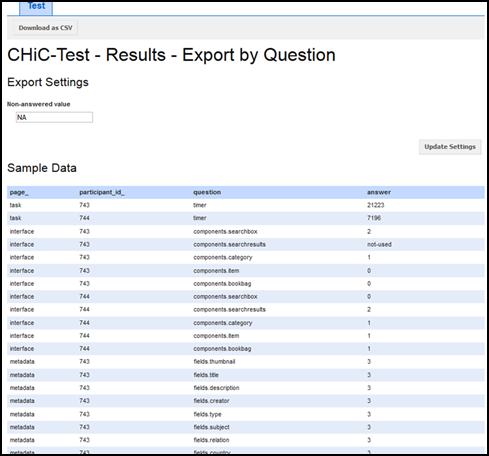 Test
Download as CSV
CHiC-Test - Results - Export by Question
Export Settings
Non-answered value
NA
Update Settings
Sample Data
page_ participant_id_ question answer
task 743 timer 21223
task 744 timer 7196
interface 743 components.searchbox 2
interface 743 components.searchresults not-used
interface 743 components.category 1
interface 743 components.item 0
interface 743 components.bookbag 0
interface 744 components.searchbox 0
interface 744 components.searchresults 2
interface 744 components.category 1
interface 744 components.item 1
interface 744 components.bookbag 1
metadata 743 fields.thumbnail 3
metadata 743 fields.title 3
metadata 743 fields.description 3
metadata 743 fields.creator 3
metadata 743 fields.type 3
metadata 743 fields.subject 3
metadata 743 fields.relation 3
metadata 743 fields.country 3